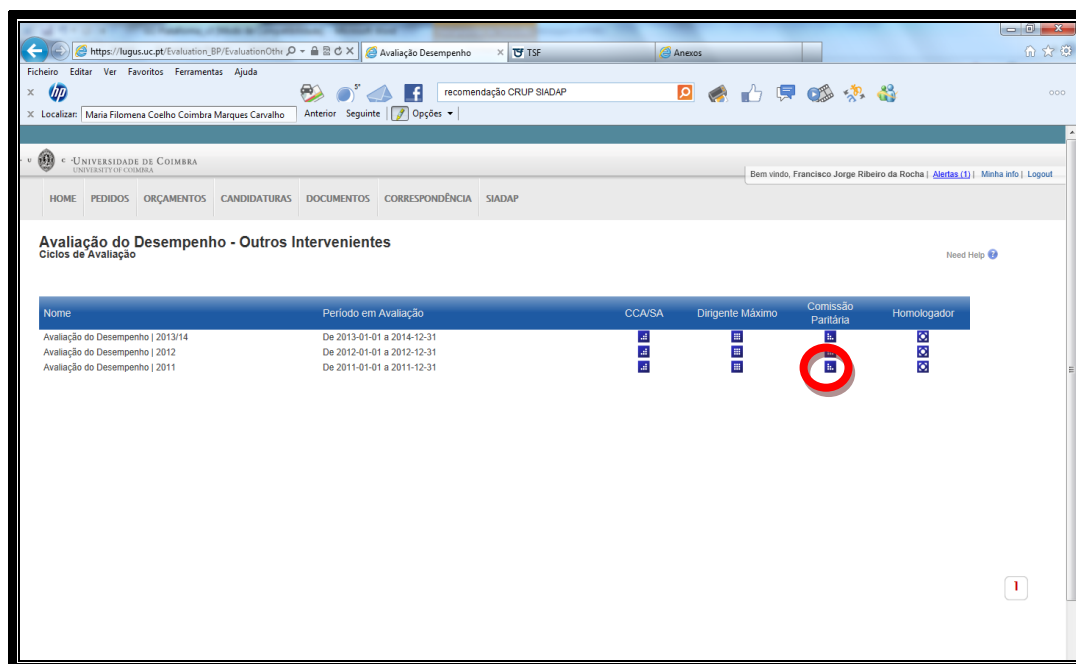 https://lugus.uc.pt/Evaluation_BP/EvaluationOthr
Avaliação Desempenho
TSF
Anexos
Ficheiro Editar Ver Favoritos Ferramentas Ajuda
x hp 5° recomendação CRUP SIADAP
x Localizar: Maria Filomena Coelho Coimbra Marques Carvalho Anterior Seguinte Opções
UNIVERSIDADE DE COIMBRA
UNIVERSITY OF COIMBRA
Bem vindo, Francisco Jorge Ribeiro da Rocha | Alertas (1) | Minha info | Logout
HOME PEDIDOS ORÇAMENTOS CANDIDATURAS DOCUMENTOS CORRESPONDÊNCIA SIADAP
Avaliação do Desempenho - Outros Intervenientes
Ciclos de Avaliação
Need Help ?
Nome Período em Avaliação CCA/SA Dirigente Máximo Comissão Paritária Homologador
Avaliação do Desempenho | 2013/14 De 2013-01-01 a 2014-12-31
Avaliação do Desempenho | 2012 De 2012-01-01 a 2012-12-31
Avaliação do Desempenho | 2011 De 2011-01-01 a 2011-12-31
1